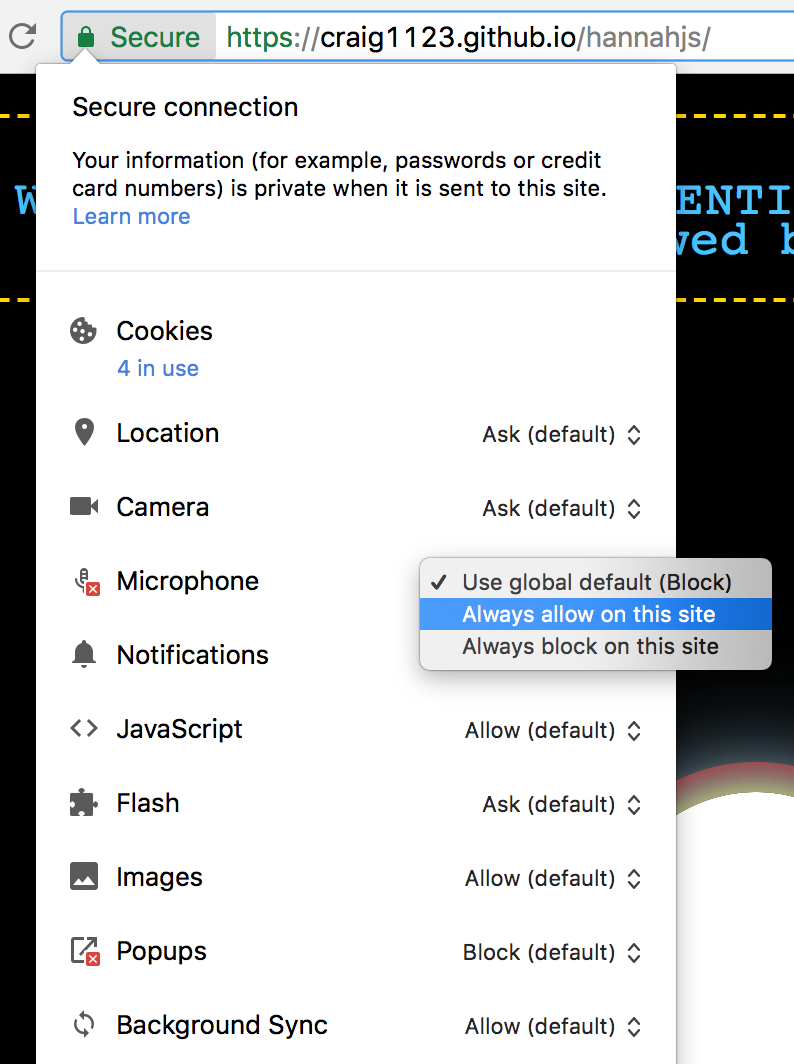 Secure https://craig1123.github.io/hannahjs/
Secure connection
Your information (for example, passwords or credit
card numbers) is private when it is sent to this site.
Learn more
ENTI
wed b
Cookies
4 in use
Location Ask (default)
Camera Ask (default)
Microphone Use global default (Block)
Always allow on this site
Always block on this site
Notifications
JavaScript Allow (default)
Flash Ask (default)
Images Allow (default)
Popups Block (default)
Background Sync Allow (default)